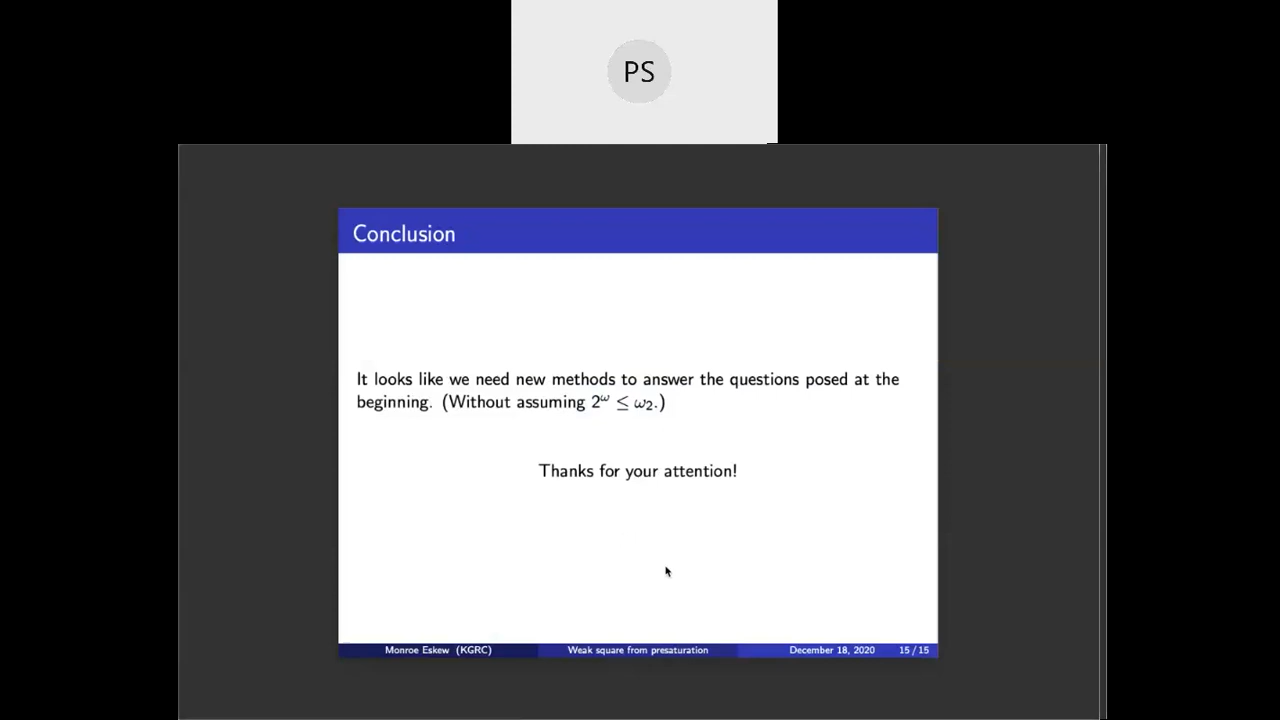 PS
Conclusion
It looks like we need new methods to answer the questions posed at the
beginning. (Without assuming 2^ω ≤ ω₂.)
Thanks for your attention!
Monroe Eskew (KGRC) Weak square from presaturation December 18, 2020 15 / 15